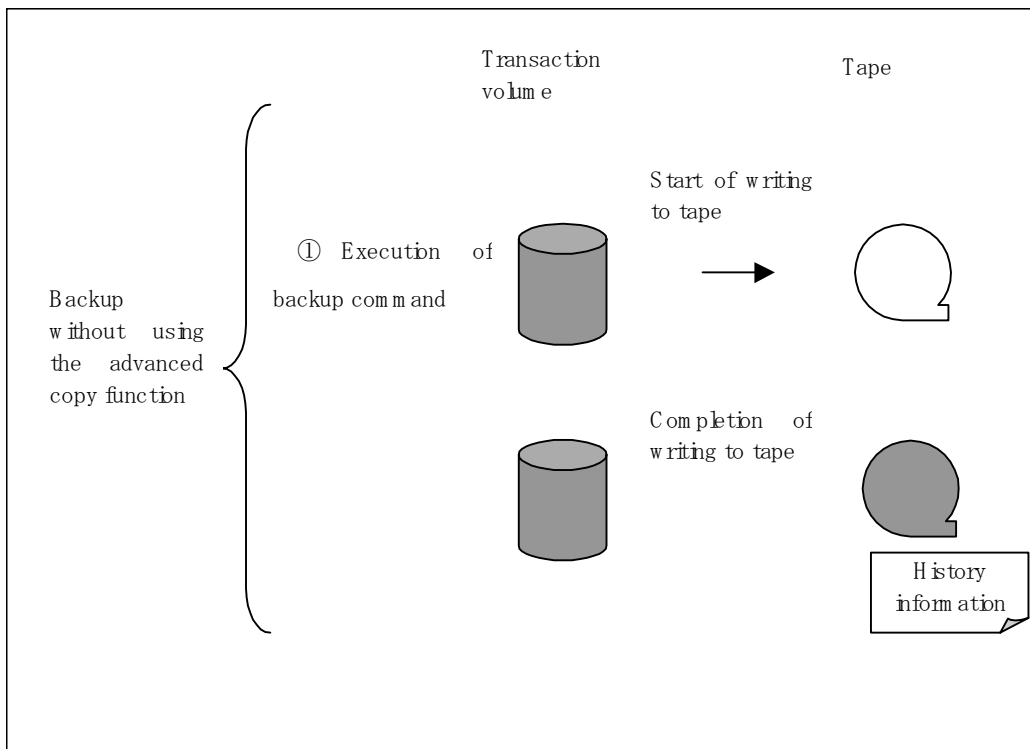 Transaction
volume
Tape
Start of writing
to tape
① Execution of
backup command
Backup
without using
the advanced
copy function
Completion of
writing to tape
History
information